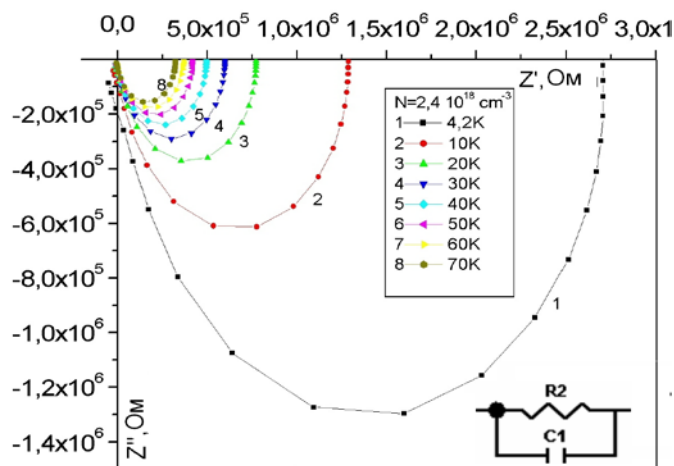 0,0 5,0x10⁵ 1,0x10⁶ 1,5x10⁶ 2,0x10⁶ 2,5x10⁶ 3,0x1
Z', Ом
-2,0x10⁵
-4,0x10⁵
-6,0x10⁵
-8,0x10⁵
-1,0x10⁶
-1,2x10⁶
-1,4x10⁶
Z'', Ом
N=2,4 10¹⁸ cm⁻³
1 4,2K
2 10K
3 20K
4 30K
5 40K
6 50K
7 60K
8 70K
8
5
4
3
2
1
R2
C1